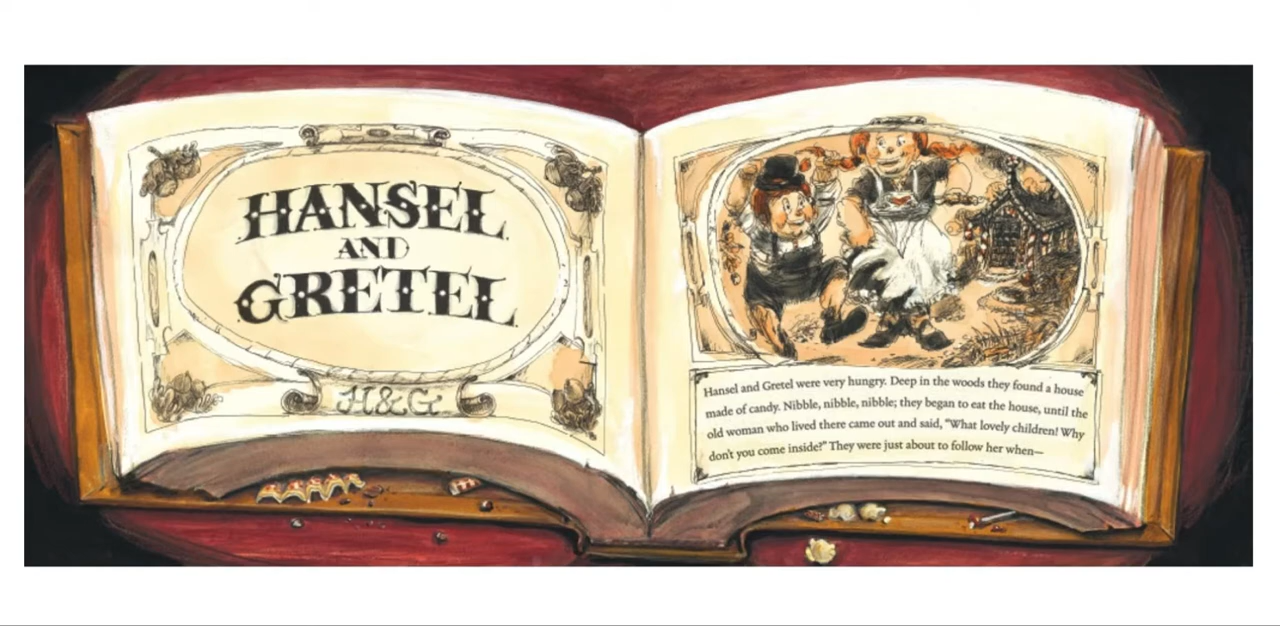 HANSEL
AND
GRETEL
H&G
Hansel and Gretel were very hungry. Deep in the woods they found a house
made of candy. Nibble, nibble, nibble; they began to eat the house, until the
old woman who lived there came out and said, “What lovely children! Why
don’t you come inside?” They were just about to follow her when—